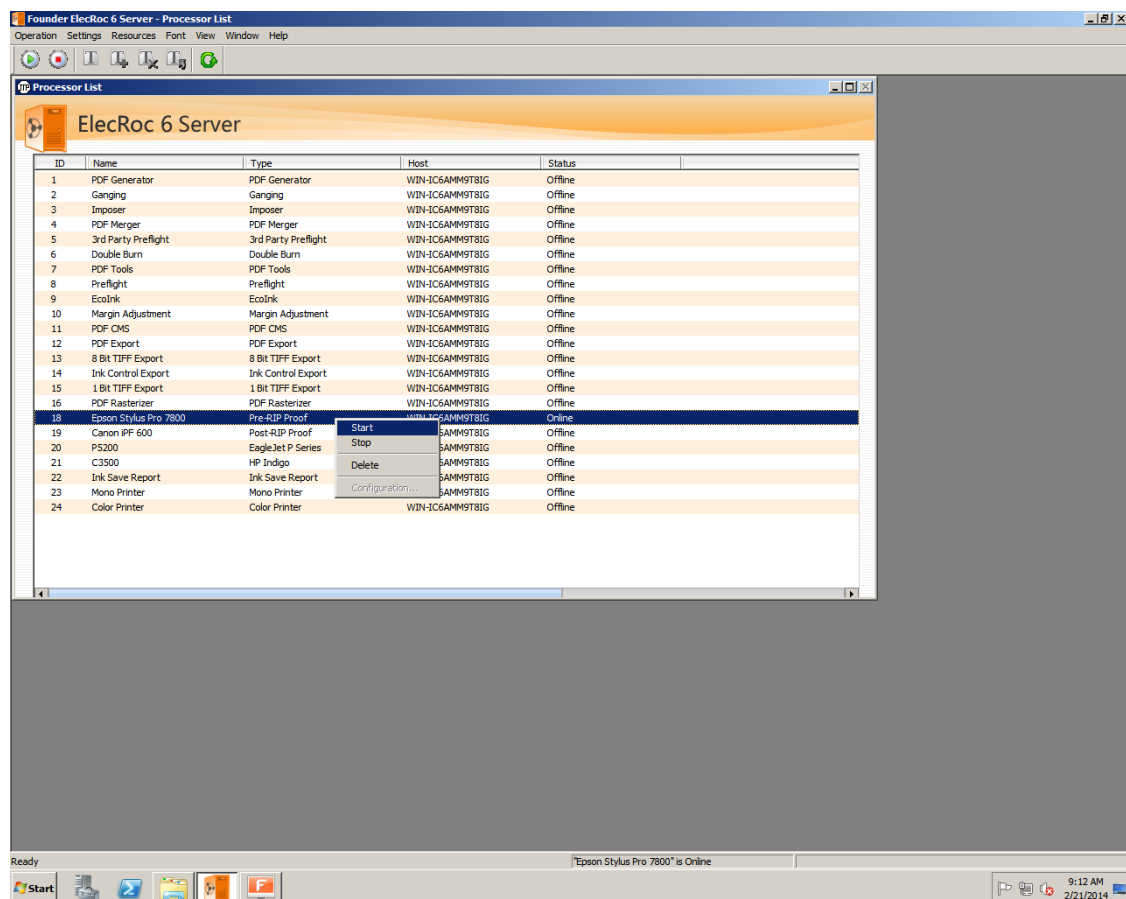 Founder ElecRoc 6 Server - Processor List
Operation Settings Resources Font View Window Help
Processor List
ElecRoc 6 Server
ID Name Type Host Status
1 PDF Generator PDF Generator WIN-IC6AMM9T8IG Offline
2 Ganging Ganging WIN-IC6AMM9T8IG Offline
3 Imposer Imposer WIN-IC6AMM9T8IG Offline
4 PDF Merger PDF Merger WIN-IC6AMM9T8IG Offline
5 3rd Party Preflight 3rd Party Preflight WIN-IC6AMM9T8IG Offline
6 Double Burn Double Burn WIN-IC6AMM9T8IG Offline
7 PDF Tools PDF Tools WIN-IC6AMM9T8IG Offline
8 Preflight Preflight WIN-IC6AMM9T8IG Offline
9 EcoInk EcoInk WIN-IC6AMM9T8IG Offline
10 Margin Adjustment Margin Adjustment WIN-IC6AMM9T8IG Offline
11 PDF CMS PDF CMS WIN-IC6AMM9T8IG Offline
12 PDF Export PDF Export WIN-IC6AMM9T8IG Offline
13 8 Bit TIFF Export 8 Bit TIFF Export WIN-IC6AMM9T8IG Offline
14 Ink Control Export Ink Control Export WIN-IC6AMM9T8IG Offline
15 1 Bit TIFF Export 1 Bit TIFF Export WIN-IC6AMM9T8IG Offline
16 PDF Rasterizer PDF Rasterizer WIN-IC6AMM9T8IG Offline
18 Epson Stylus Pro 7800 Pre-RIP Proof WIN-IC6AMM9T8IG Online
19 Canon iPF 600 Post-RIP Proof 6AMM9T8IG Offline
20 P5200 EagleJet P Series 6AMM9T8IG Offline
21 C3500 HP Indigo 6AMM9T8IG Offline
22 Ink Save Report Ink Save Report 6AMM9T8IG Offline
23 Mono Printer Mono Printer 6AMM9T8IG Offline
24 Color Printer Color Printer WIN-IC6AMM9T8IG Offline
Start
Stop
Delete
Configuration...
Ready "Epson Stylus Pro 7800" is Online
Start
9:12 AM
2/21/2014